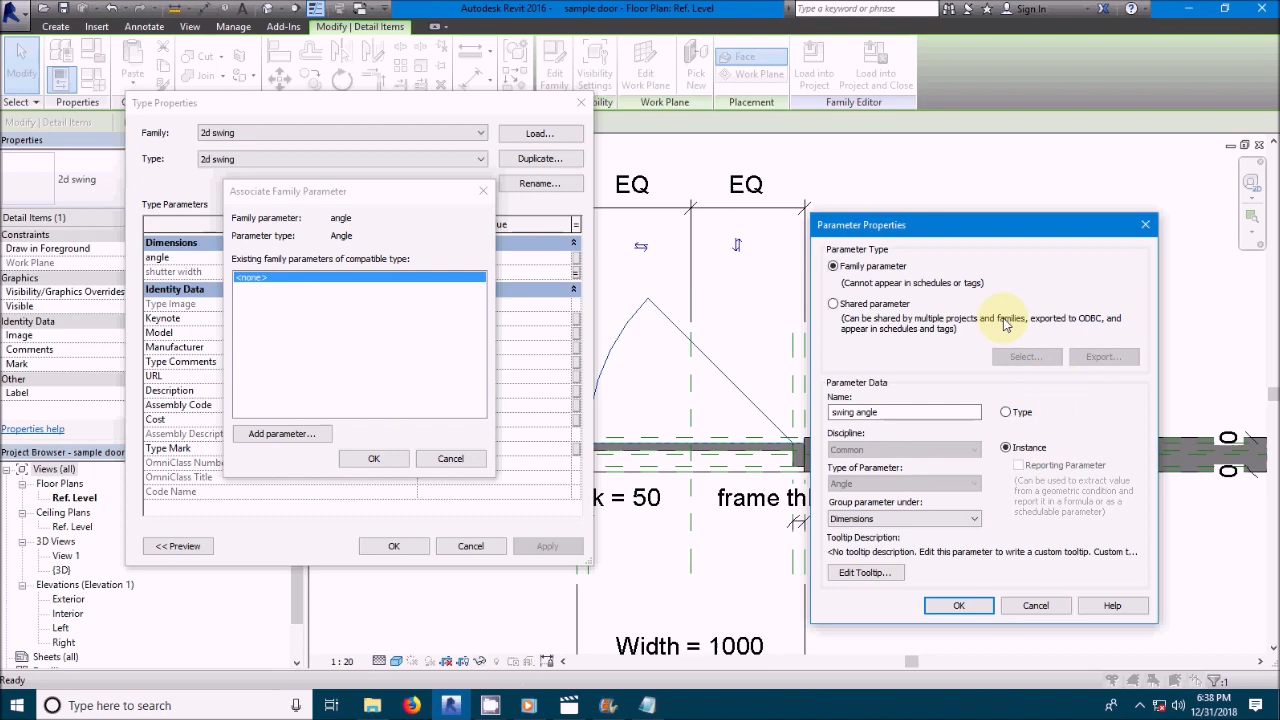 Autodesk Revit 2016 - sample door - Floor Plan: Ref. Level
Type a keyword or phrase
Sign In
Create Insert Annotate View Manage Add-Ins Modify | Detail Items
Modify
Paste
Cut
Join
Edit
Family
Visibility
Settings
Edit
Work Plane
Pick
New
Face
Work Plane
Load into
Project
Load into
Project and Close
Select
Properties
Work Plane
Placement
Family Editor
Modify | Detail Items
Properties
2d swing
Detail Items (1)
Constraints
Draw in Foreground
Work Plane
Graphics
Visibility/Graphics Overrides
Visible
Identity Data
Image
Comments
Other
Label
Properties help
Project Browser - sample door
Views (all)
Floor Plans
Ref. Level
Ceiling Plans
Ref. Level
3D Views
View 1
{3D}
Elevations (Elevation 1)
Exterior
Interior
Left
Right
Sheets (all)
Ready
Type Properties
Family: 2d swing Load...
Type: 2d swing Duplicate...
Rename...
Type Parameters
Dimensions
angle
shutter width
Identity Data
Type Image
Keynote
Model
Manufacturer
Type Comments
URL
Description
Assembly Code
Cost
Assembly Descrip
Type Mark
OmniClass Number
OmniClass Title
Code Name
<< Preview OK Cancel Apply
Associate Family Parameter
Family parameter: angle
Parameter type: Angle
Existing family parameters of compatible type:
<none>
Add parameter...
OK Cancel
EQ EQ
k = 50
frame th
Width = 1000
0
0
1 : 20
Parameter Properties
Parameter Type
Family parameter
(Cannot appear in schedules or tags)
Shared parameter
(Can be shared by multiple projects and families, exported to ODBC, and
appear in schedules and tags)
Select... Export...
Parameter Data
Name:
swing angle
Type
Discipline:
Common
Instance
Type of Parameter:
Reporting Parameter
Angle
(Can be used to extract value
from a geometric condition and
report it in a formula or as a
schedulable parameter)
Group parameter under:
Dimensions
Tooltip Description:
<No tooltip description. Edit this parameter to write a custom tooltip. Custom t...
Edit Tooltip...
OK Cancel Help
:1
Type here to search
6:38 PM
12/31/2018